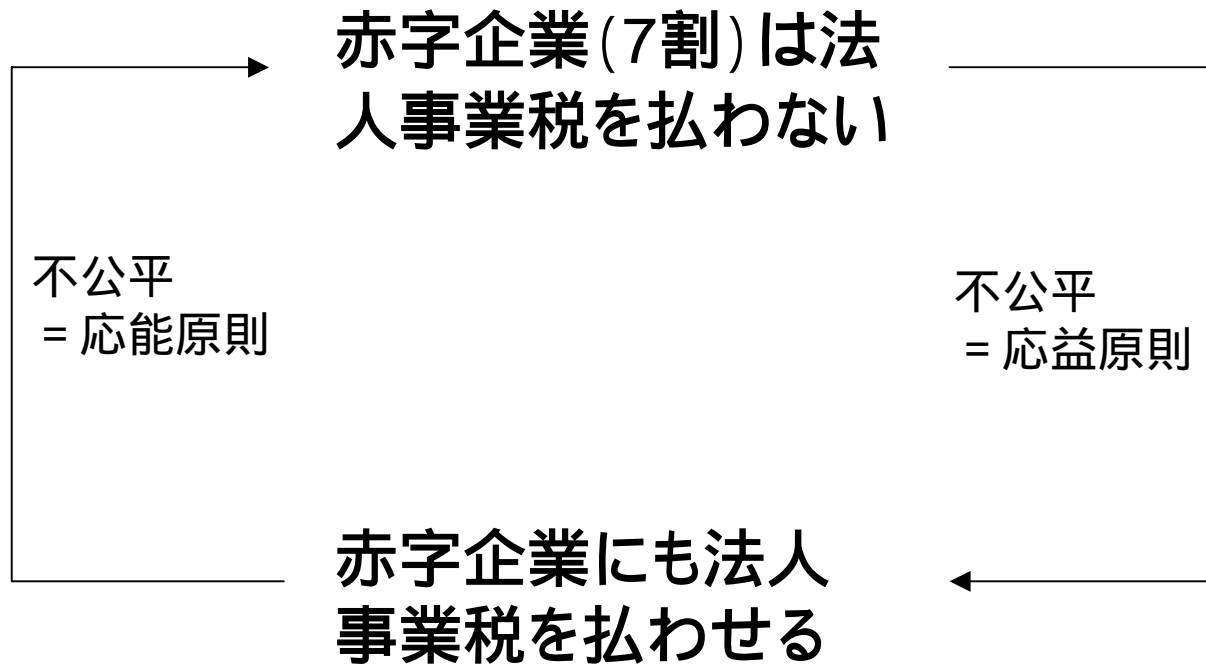 赤字企業(7割)は法
人事業税を払わない
不公平
= 応能原則
不公平
= 応益原則
赤字企業にも法人
事業税を払わせる